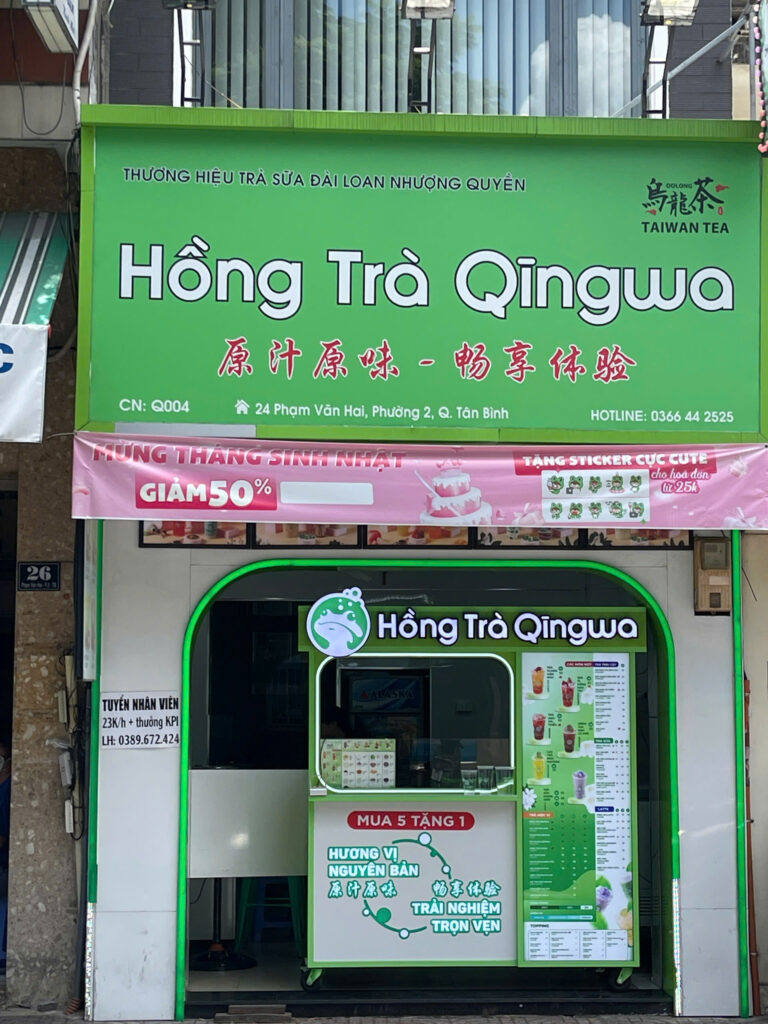 THƯƠNG HIỆU TRÀ SỮA ĐÀI LOAN NHƯỢNG QUYỀN
OOLONG
烏龍茶
TAIWAN TEA
Hồng Trà Qīngwa
原汁原味 - 畅享体验
CN: Q004
24 Phạm Văn Hai, Phường 2, Q. Tân Bình
HOTLINE: 0366 44 2525
C
MỪNG THÁNG SINH NHẬT
GIẢM 50%
TẶNG STICKER CỰC CUTE
cho hoá đơn
từ 25k
26
Hồng Trà Qīngwa
ALASKA
TUYỂN NHÂN VIÊN
23K/h + thưởng KPI
LH: 0389.672.424
MUA 5 TẶNG 1
HƯƠNG VỊ
NGUYÊN BẢN
原汁原味
畅享体验
TRẢI NGHIỆM
TRỌN VẸN
LATTE
TOPPING